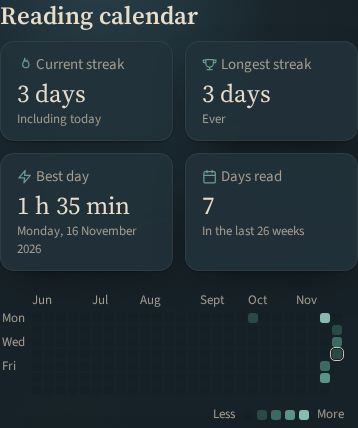 Reading calendar
Current streak
3 days
Including today
Longest streak
3 days
Ever
Best day
1 h 35 min
Monday, 16 November
2026
Days read
7
In the last 26 weeks
Jun Jul Aug Sept Oct Nov
Mon
Wed
Fri
Less More